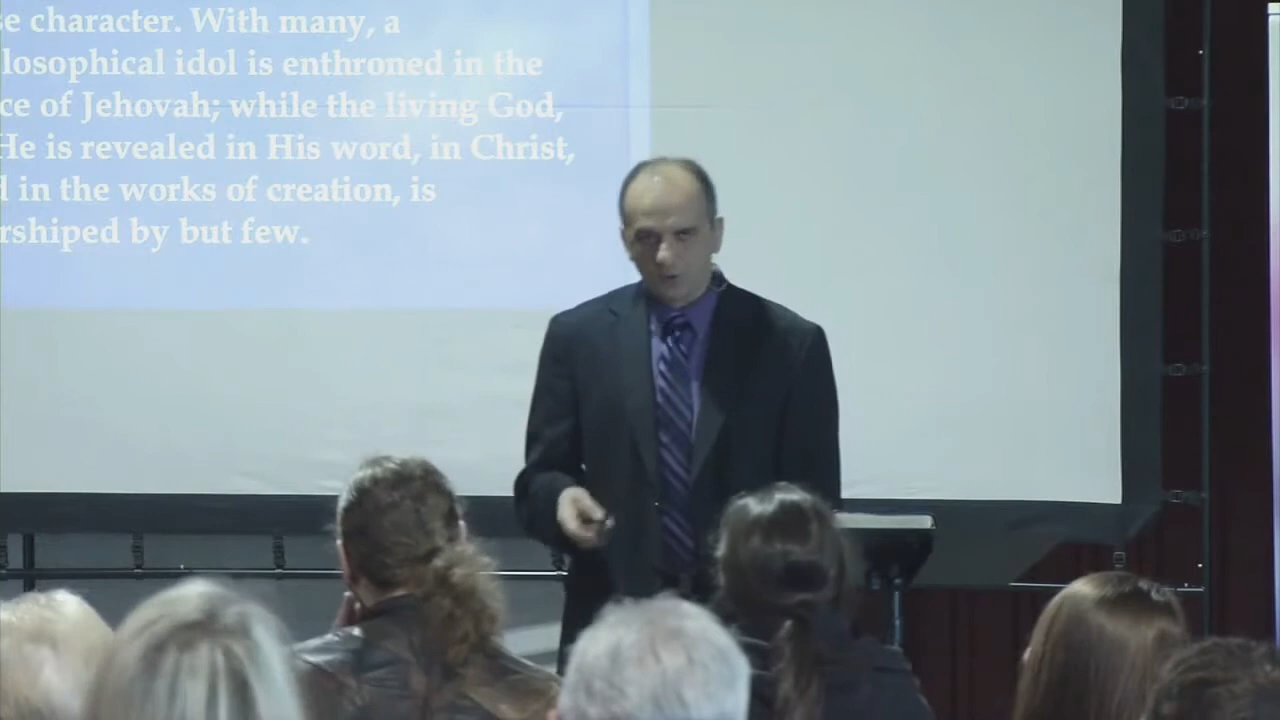 se character. With many, a
losophical idol is enthroned in the
ce of Jehovah; while the living God,
He is revealed in His word, in Christ,
d in the works of creation, is
rshiped by but few.